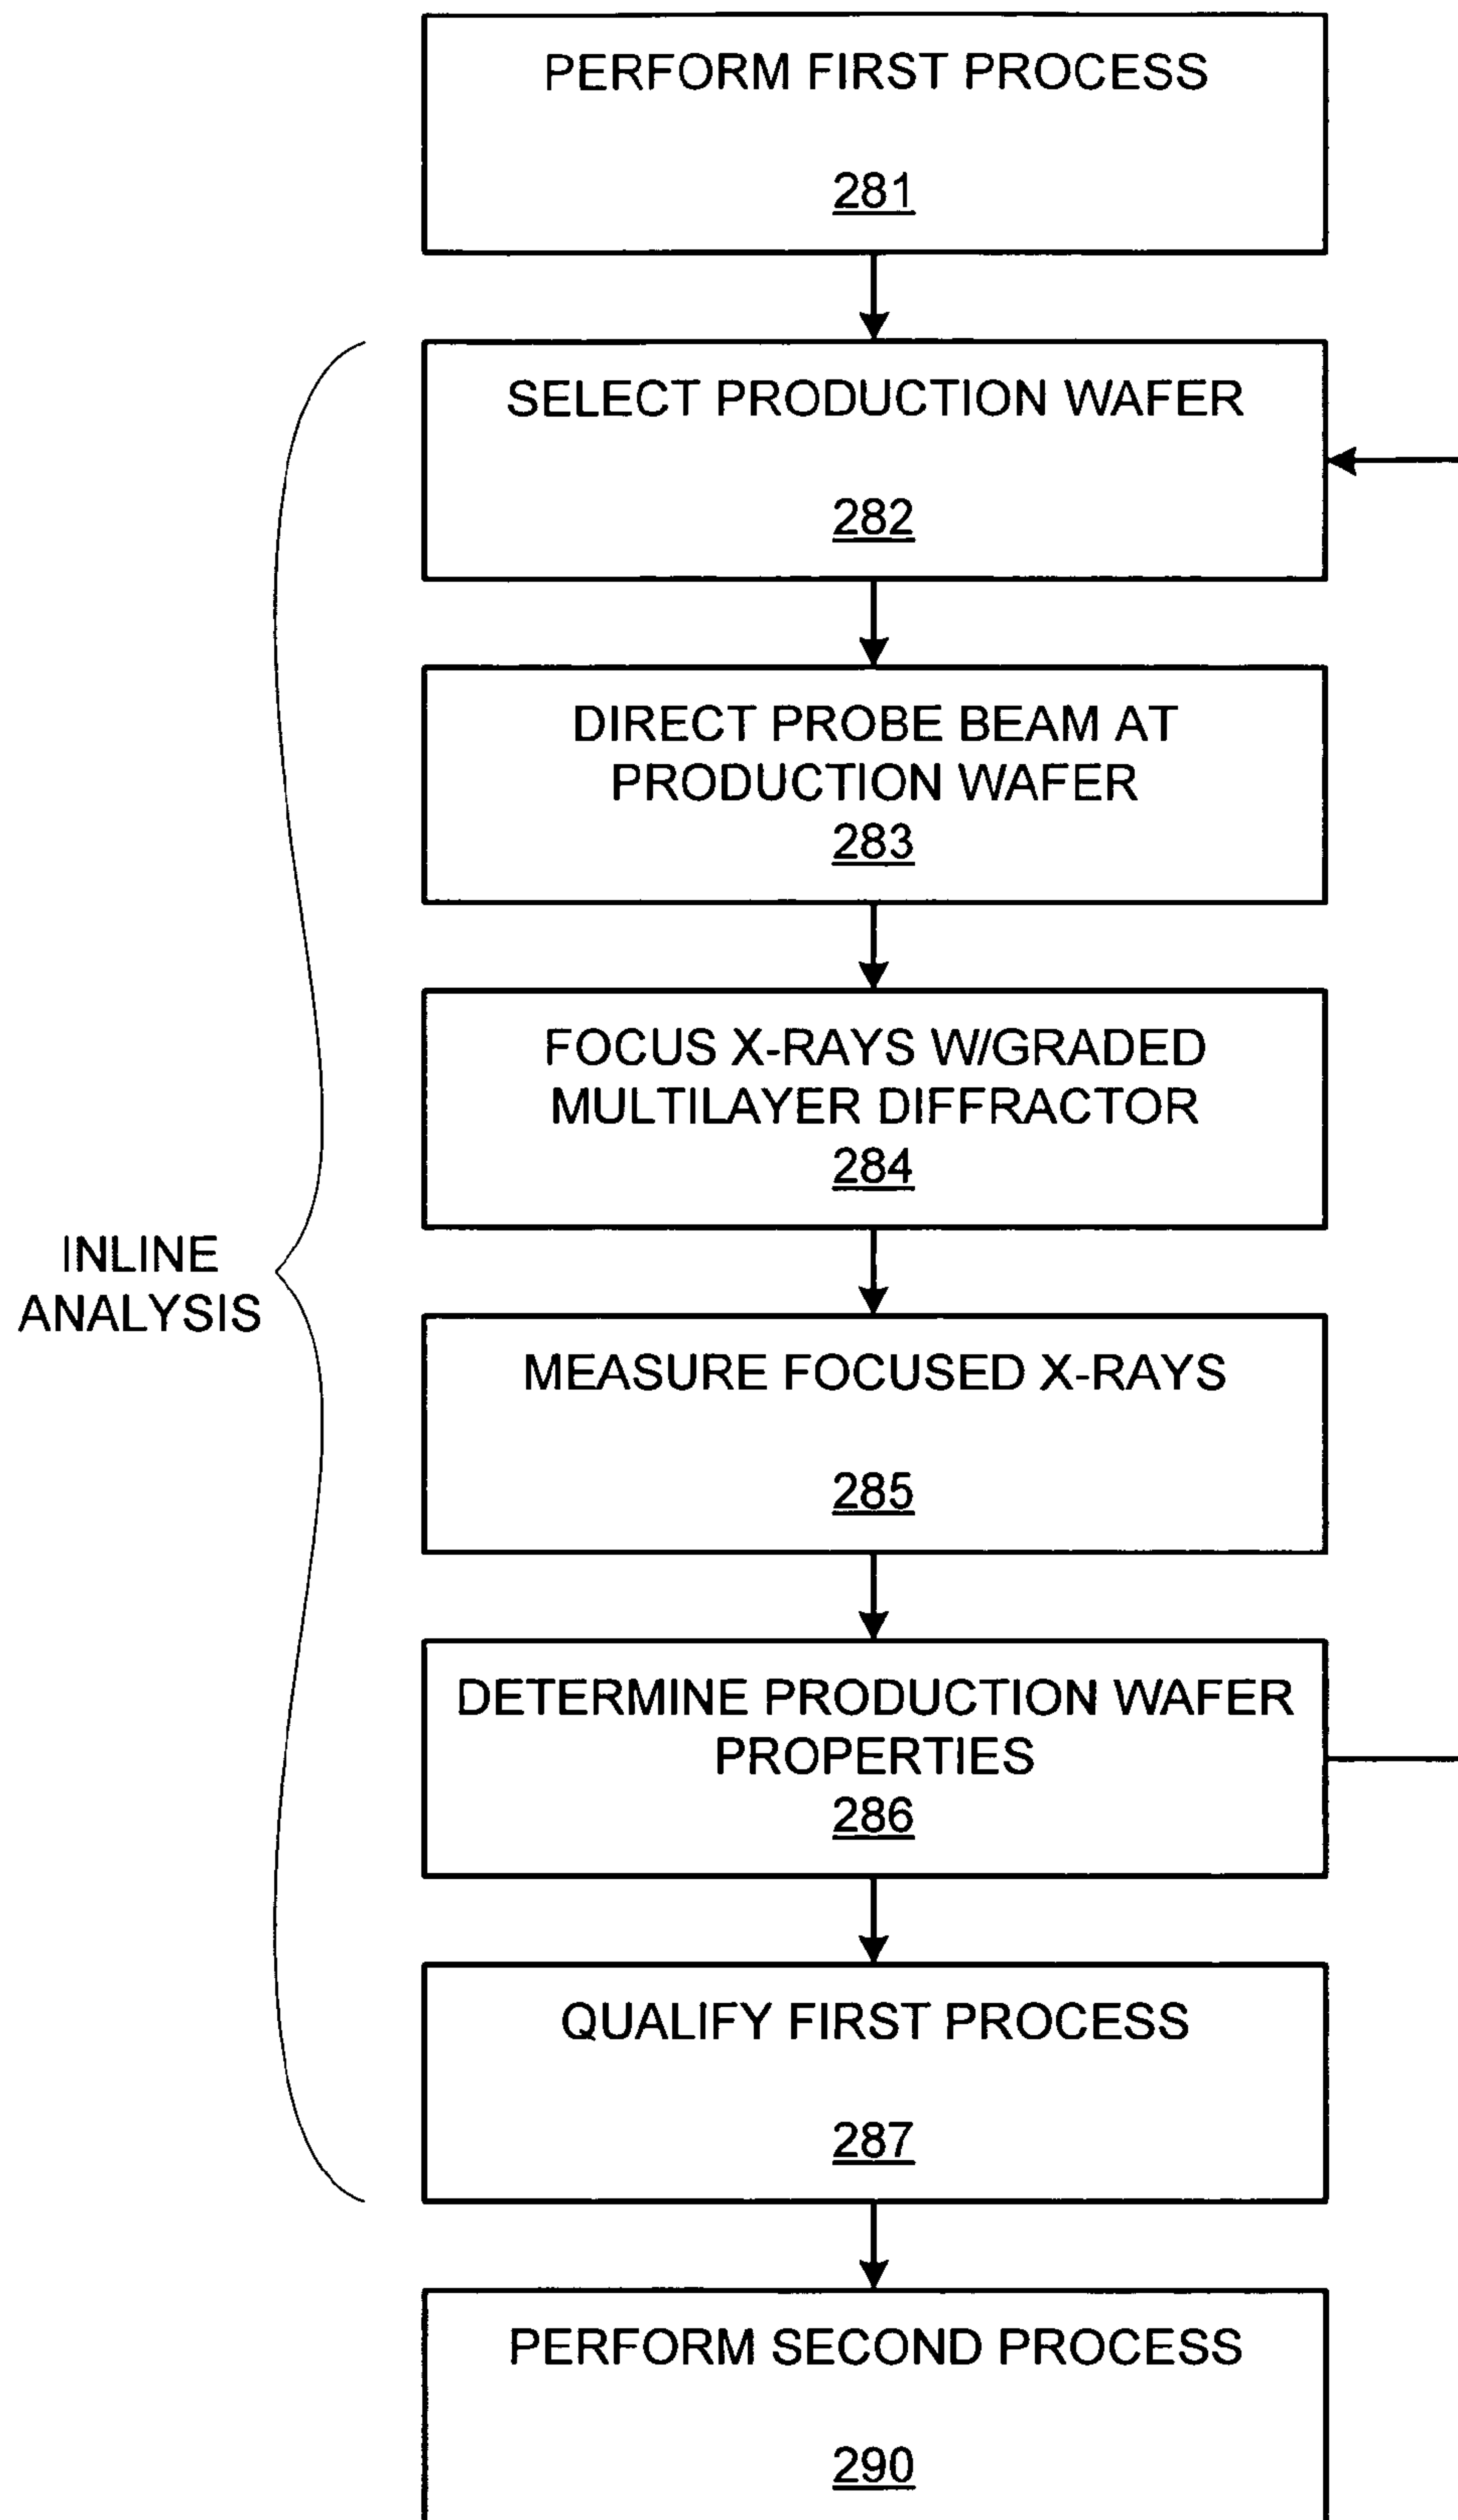 PERFORM FIRST PROCESS
281
SELECT PRODUCTION WAFER
282
DIRECT PROBE BEAM AT
PRODUCTION WAFER
283
FOCUS X-RAYS W/GRADED
MULTILAYER DIFFRACTOR
284
INLINE
ANALYSIS
MEASURE FOCUSED X-RAYS
285
DETERMINE PRODUCTION WAFER
PROPERTIES
286
QUALIFY FIRST PROCESS
287
PERFORM SECOND PROCESS
290